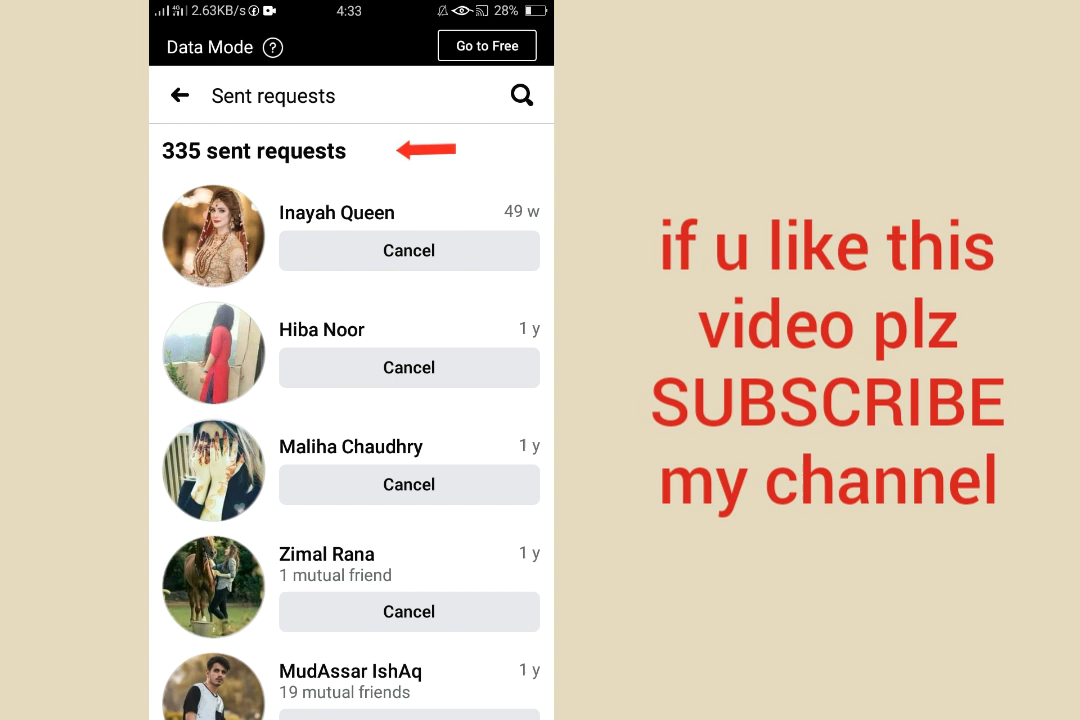 2.63KB/s 4:33 28%
Data Mode ? Go to Free
Sent requests
335 sent requests
Inayah Queen 49 w
Cancel
Hiba Noor 1 y
Cancel
Maliha Chaudhry 1 y
Cancel
Zimal Rana 1 y
1 mutual friend
Cancel
MudAssar IshAq 1 y
19 mutual friends
if u like this
video plz
SUBSCRIBE
my channel